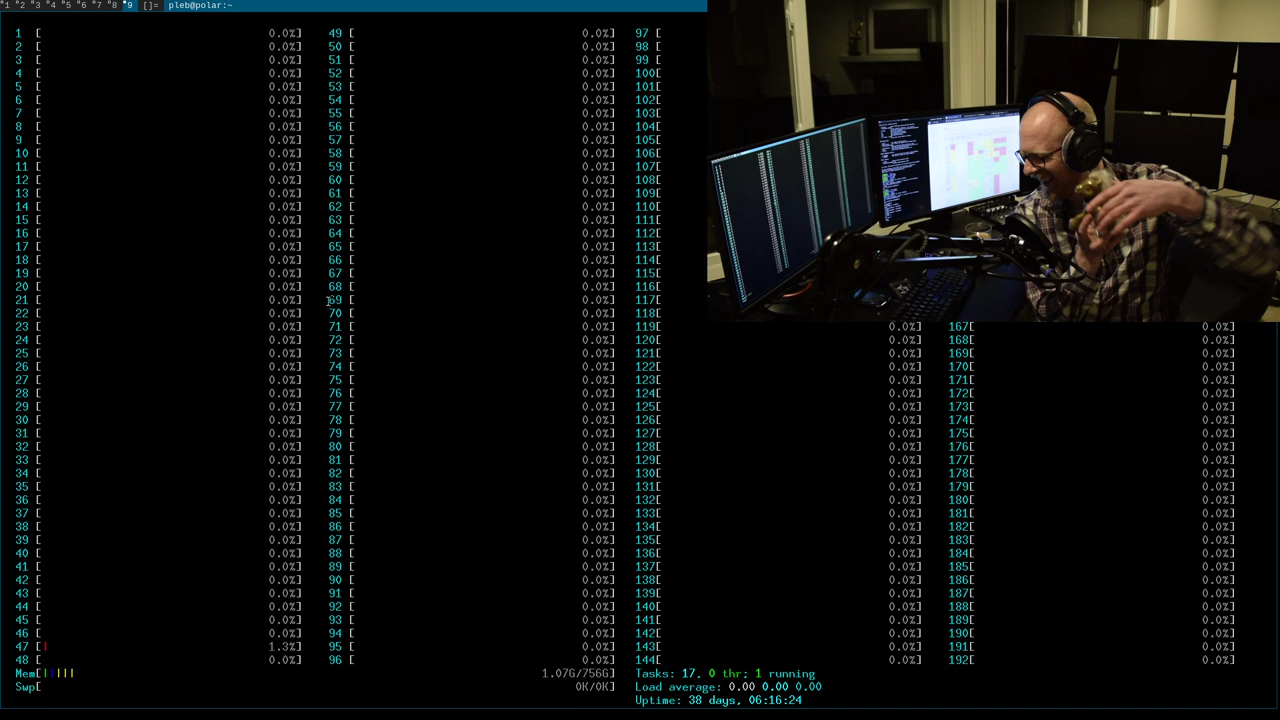 1 2 3 4 5 6 7 8 9 []= pleb@polar:~
1 [ 0.0%] 49 [ 0.0%] 97 [
2 [ 0.0%] 50 [ 0.0%] 98 [
3 [ 0.0%] 51 [ 0.0%] 99 [
4 [ 0.0%] 52 [ 0.0%] 100[
5 [ 0.0%] 53 [ 0.0%] 101[
6 [ 0.0%] 54 [ 0.0%] 102[
7 [ 0.0%] 55 [ 0.0%] 103[
8 [ 0.0%] 56 [ 0.0%] 104[
9 [ 0.0%] 57 [ 0.0%] 105[
10 [ 0.0%] 58 [ 0.0%] 106[
11 [ 0.0%] 59 [ 0.0%] 107[
12 [ 0.0%] 60 [ 0.0%] 108[
13 [ 0.0%] 61 [ 0.0%] 109[
14 [ 0.0%] 62 [ 0.0%] 110[
15 [ 0.0%] 63 [ 0.0%] 111[
16 [ 0.0%] 64 [ 0.0%] 112[
17 [ 0.0%] 65 [ 0.0%] 113[
18 [ 0.0%] 66 [ 0.0%] 114[
19 [ 0.0%] 67 [ 0.0%] 115[
20 [ 0.0%] 68 [ 0.0%] 116[
21 [ 0.0%] 69 [ 0.0%] 117[
22 [ 0.0%] 70 [ 0.0%] 118[
23 [ 0.0%] 71 [ 0.0%] 119[ 0.0%] 167[ 0.0%]
24 [ 0.0%] 72 [ 0.0%] 120[ 0.0%] 168[ 0.0%]
25 [ 0.0%] 73 [ 0.0%] 121[ 0.0%] 169[ 0.0%]
26 [ 0.0%] 74 [ 0.0%] 122[ 0.0%] 170[ 0.0%]
27 [ 0.0%] 75 [ 0.0%] 123[ 0.0%] 171[ 0.0%]
28 [ 0.0%] 76 [ 0.0%] 124[ 0.0%] 172[ 0.0%]
29 [ 0.0%] 77 [ 0.0%] 125[ 0.0%] 173[ 0.0%]
30 [ 0.0%] 78 [ 0.0%] 126[ 0.0%] 174[ 0.0%]
31 [ 0.0%] 79 [ 0.0%] 127[ 0.0%] 175[ 0.0%]
32 [ 0.0%] 80 [ 0.0%] 128[ 0.0%] 176[ 0.0%]
33 [ 0.0%] 81 [ 0.0%] 129[ 0.0%] 177[ 0.0%]
34 [ 0.0%] 82 [ 0.0%] 130[ 0.0%] 178[ 0.0%]
35 [ 0.0%] 83 [ 0.0%] 131[ 0.0%] 179[ 0.0%]
36 [ 0.0%] 84 [ 0.0%] 132[ 0.0%] 180[ 0.0%]
37 [ 0.0%] 85 [ 0.0%] 133[ 0.0%] 181[ 0.0%]
38 [ 0.0%] 86 [ 0.0%] 134[ 0.0%] 182[ 0.0%]
39 [ 0.0%] 87 [ 0.0%] 135[ 0.0%] 183[ 0.0%]
40 [ 0.0%] 88 [ 0.0%] 136[ 0.0%] 184[ 0.0%]
41 [ 0.0%] 89 [ 0.0%] 137[ 0.0%] 185[ 0.0%]
42 [ 0.0%] 90 [ 0.0%] 138[ 0.0%] 186[ 0.0%]
43 [ 0.0%] 91 [ 0.0%] 139[ 0.0%] 187[ 0.0%]
44 [ 0.0%] 92 [ 0.0%] 140[ 0.0%] 188[ 0.0%]
45 [ 0.0%] 93 [ 0.0%] 141[ 0.0%] 189[ 0.0%]
46 [ 0.0%] 94 [ 0.0%] 142[ 0.0%] 190[ 0.0%]
47 [| 1.3%] 95 [ 0.0%] 143[ 0.0%] 191[ 0.0%]
48 [ 0.0%] 96 [ 0.0%] 144[ 0.0%] 192[ 0.0%]
Mem[||||| 1.07G/756G] Tasks: 17, 0 thr; 1 running
Swp[ 0K/0K] Load average: 0.00 0.00 0.00
Uptime: 38 days, 06:16:24